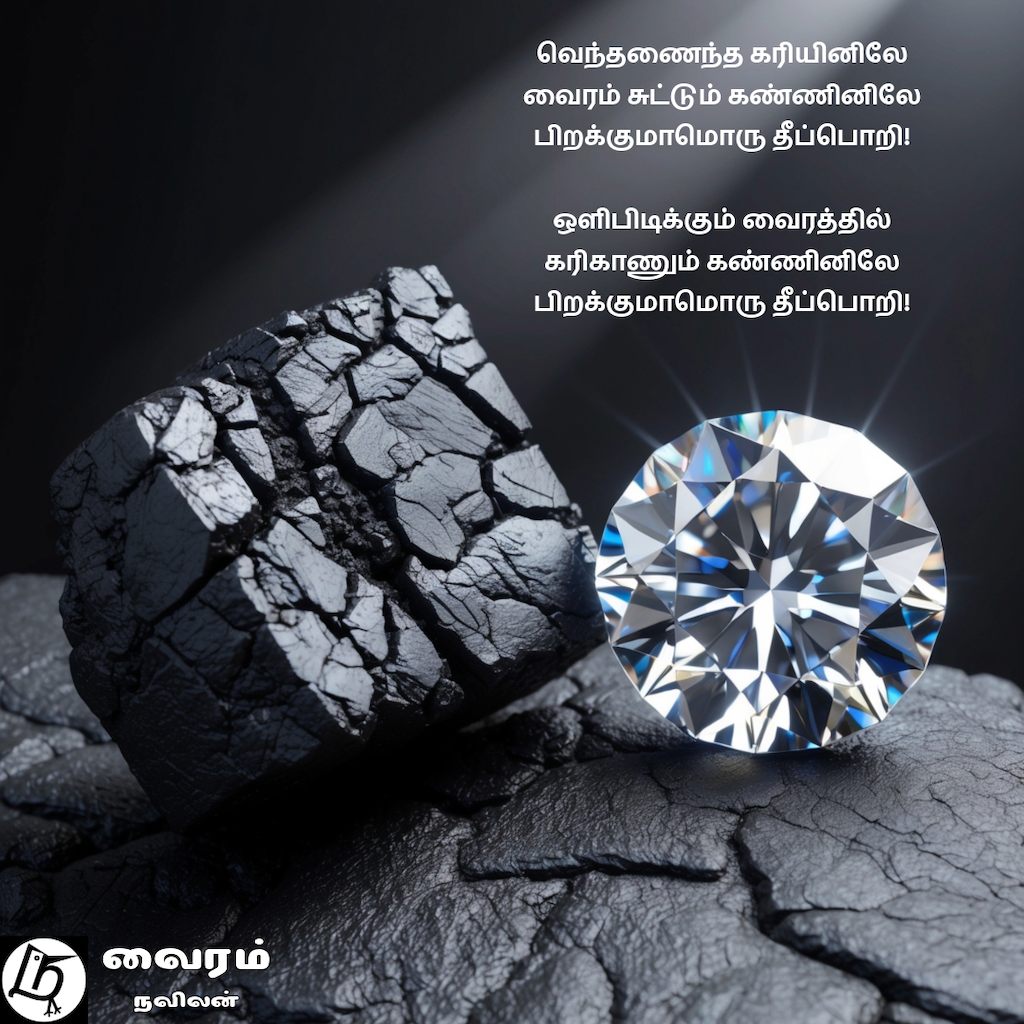 வெந்தணைந்த கரியினிலே
வைரம் சுட்டும் கண்ணினிலே
பிறக்குமாமொரு தீப்பொறி!
ஒளிபிடிக்கும் வைரத்தில்
கரிகாணும் கண்ணினிலே
பிறக்குமாமொரு தீப்பொறி!
வைரம்
நவிலன்